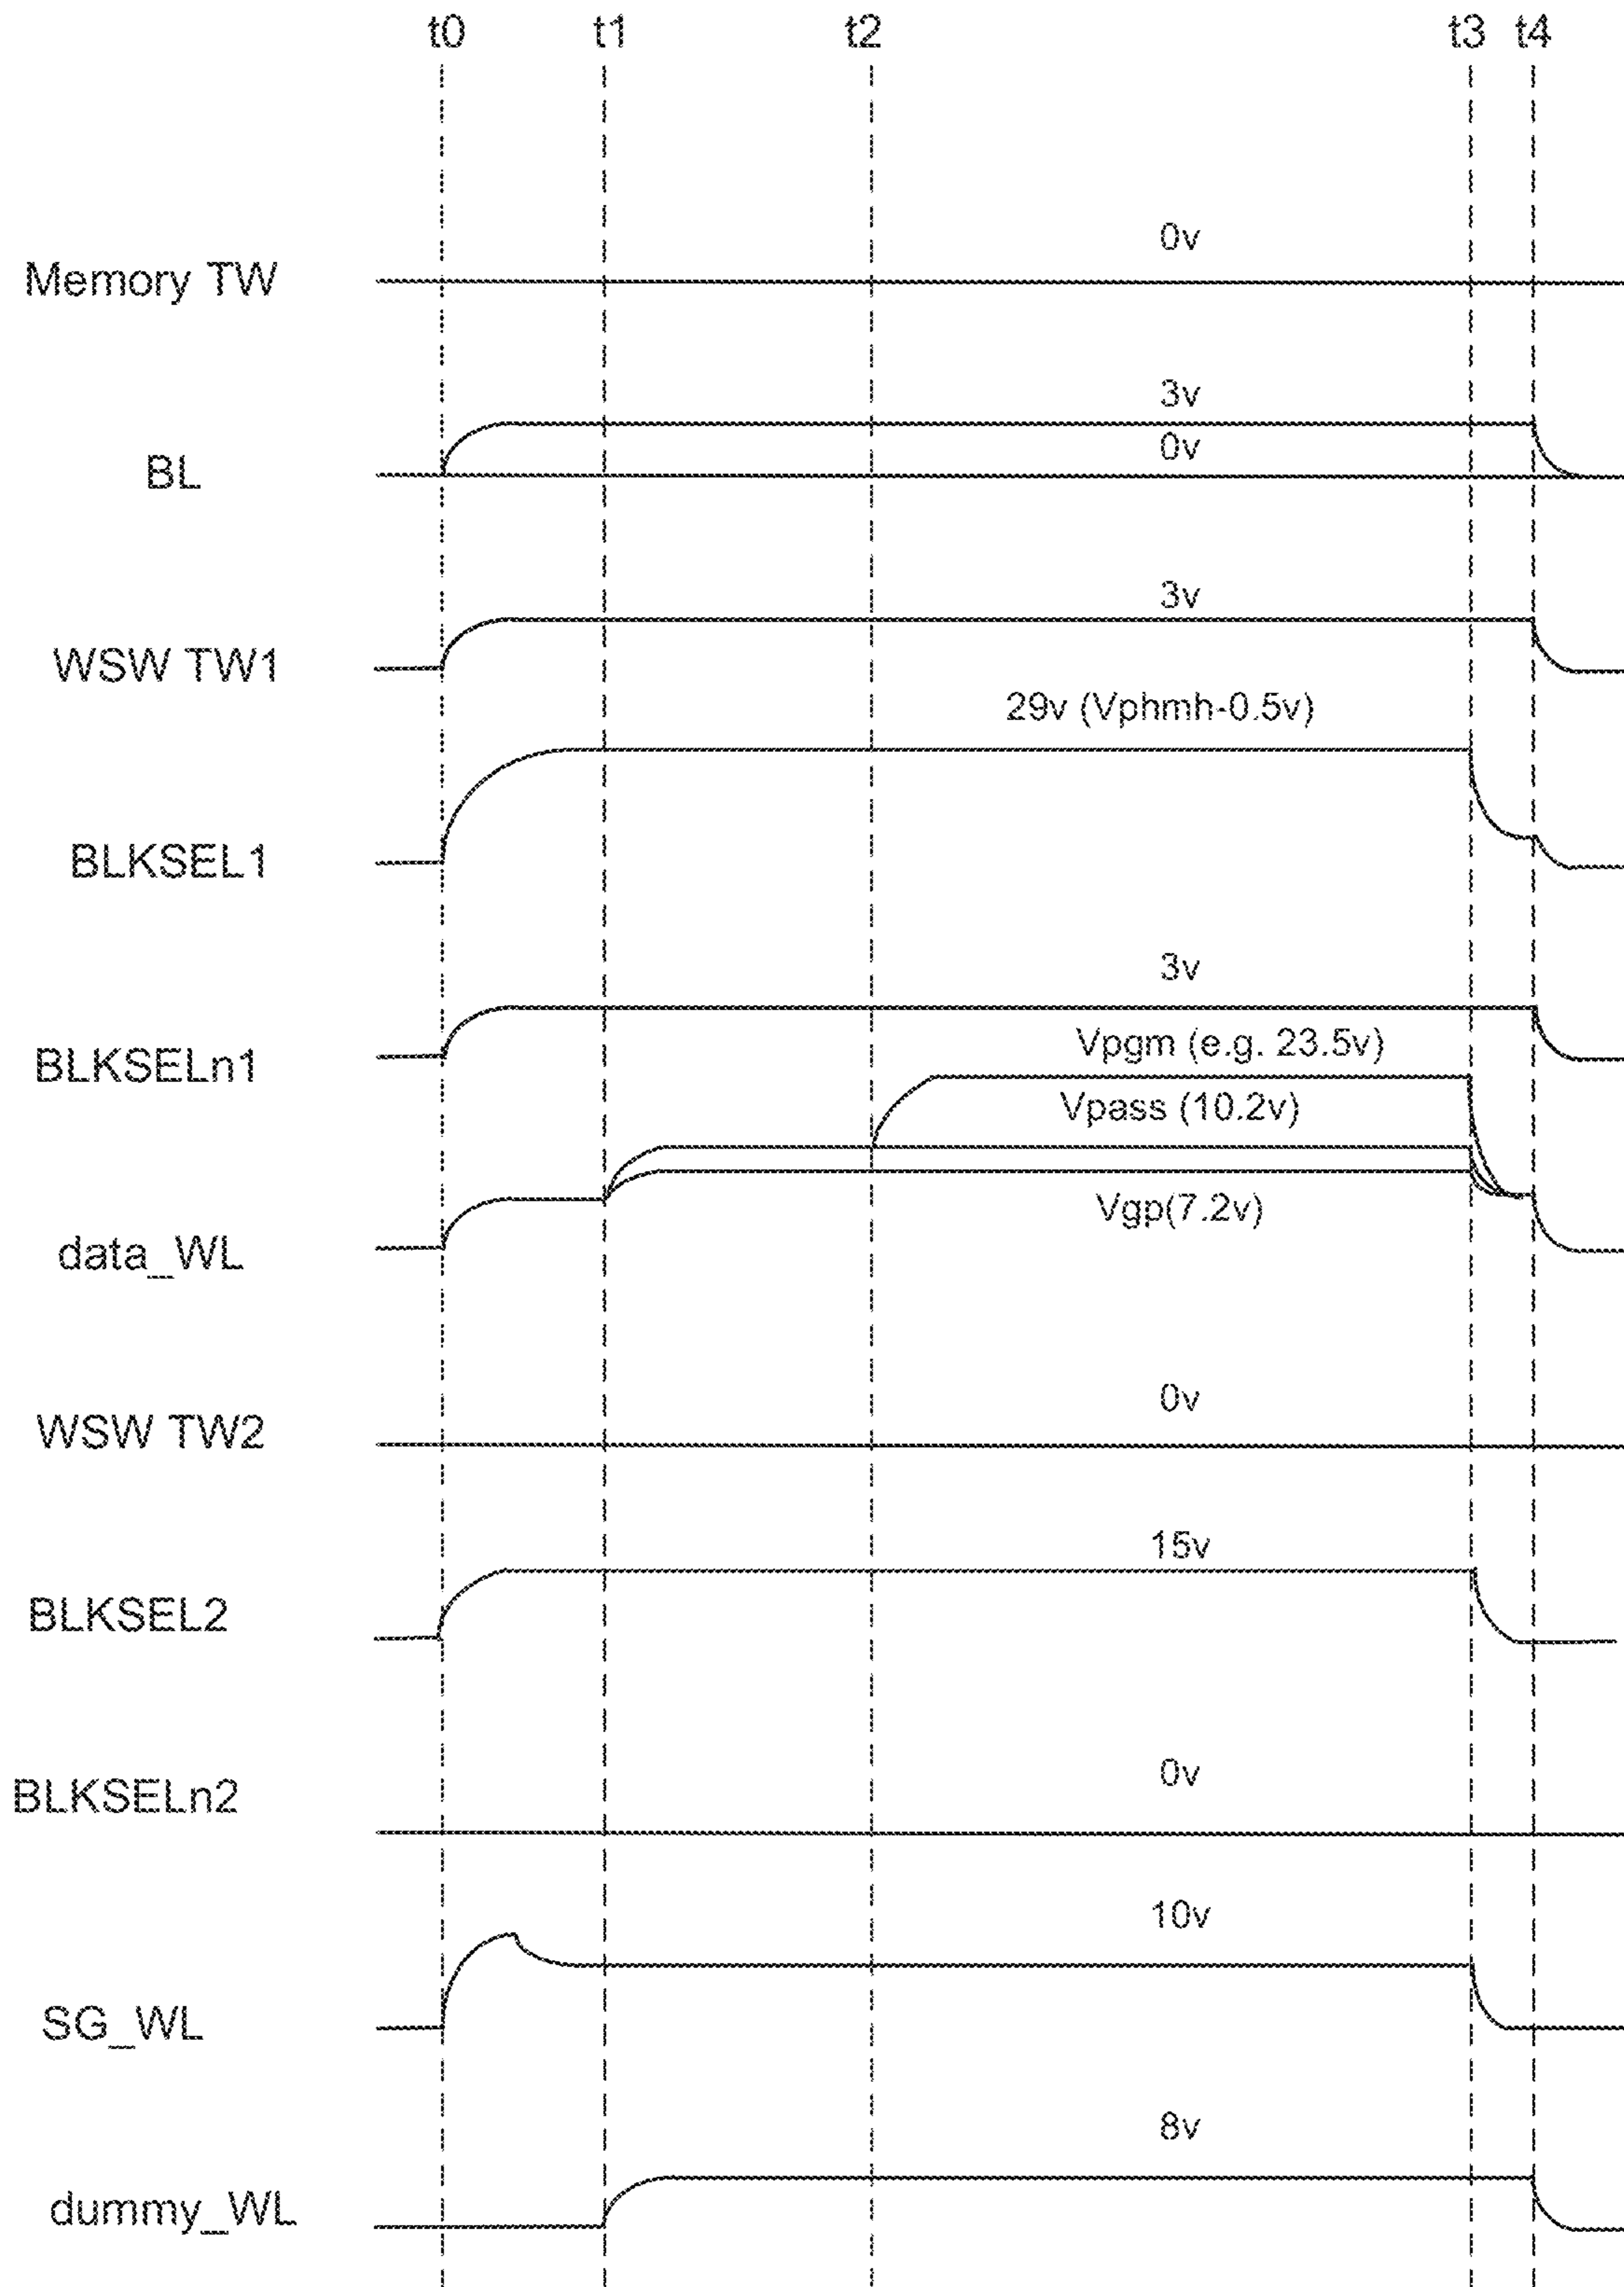 t0 t1 t2 t3 t4
0v
Memory TW
3v
0v
BL
3v
WSW TW1
29v (Vphmh-0.5v)
BLKSEL1
3v
Vpgm (e.g. 23.5v)
BLKSELn1
Vpass (10.2v)
Vgp(7.2v)
data_WL
0v
WSW TW2
15v
BLKSEL2
0v
BLKSELn2
10v
SG_WL
8v
dummy_WL